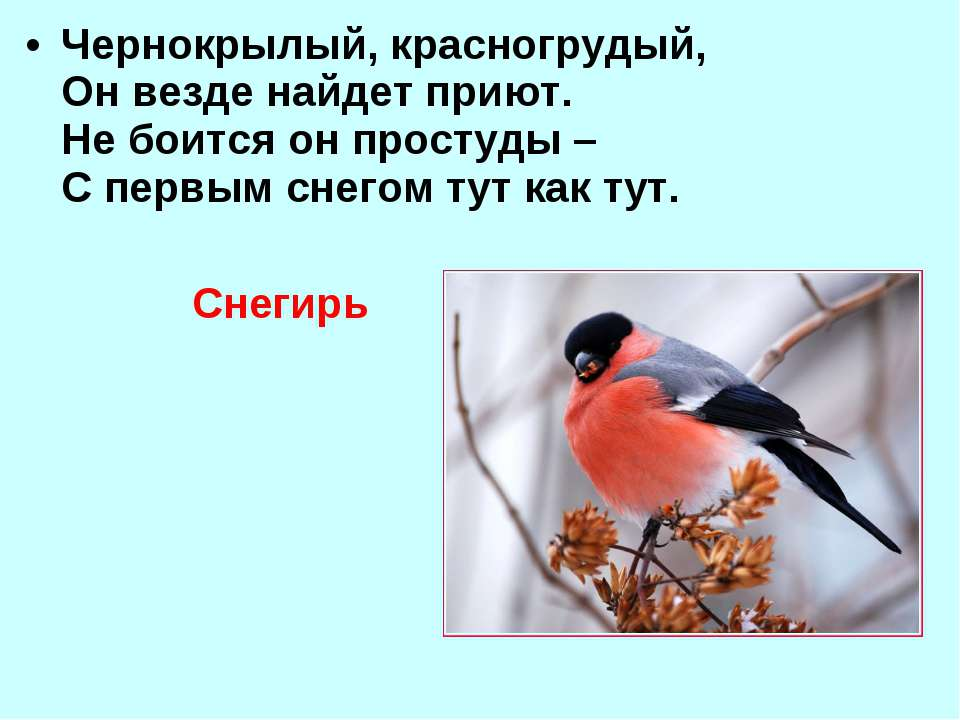 • Чернокрылый, красногрудый,
Он везде найдет приют.
Не боится он простуды –
С первым снегом тут как тут.
Снегирь